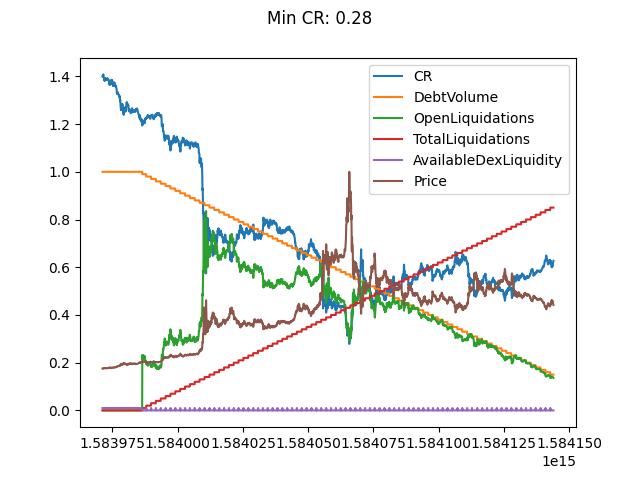 Min CR: 0.28
1.4
1.2
1.0
0.8
0.6
0.4
0.2
0.0
CR
DebtVolume
OpenLiquidations
TotalLiquidations
AvailableDexLiquidity
Price
1.583975 1.584000 1.584025 1.584050 1.584075 1.584100 1.584125 1.584150
1e15